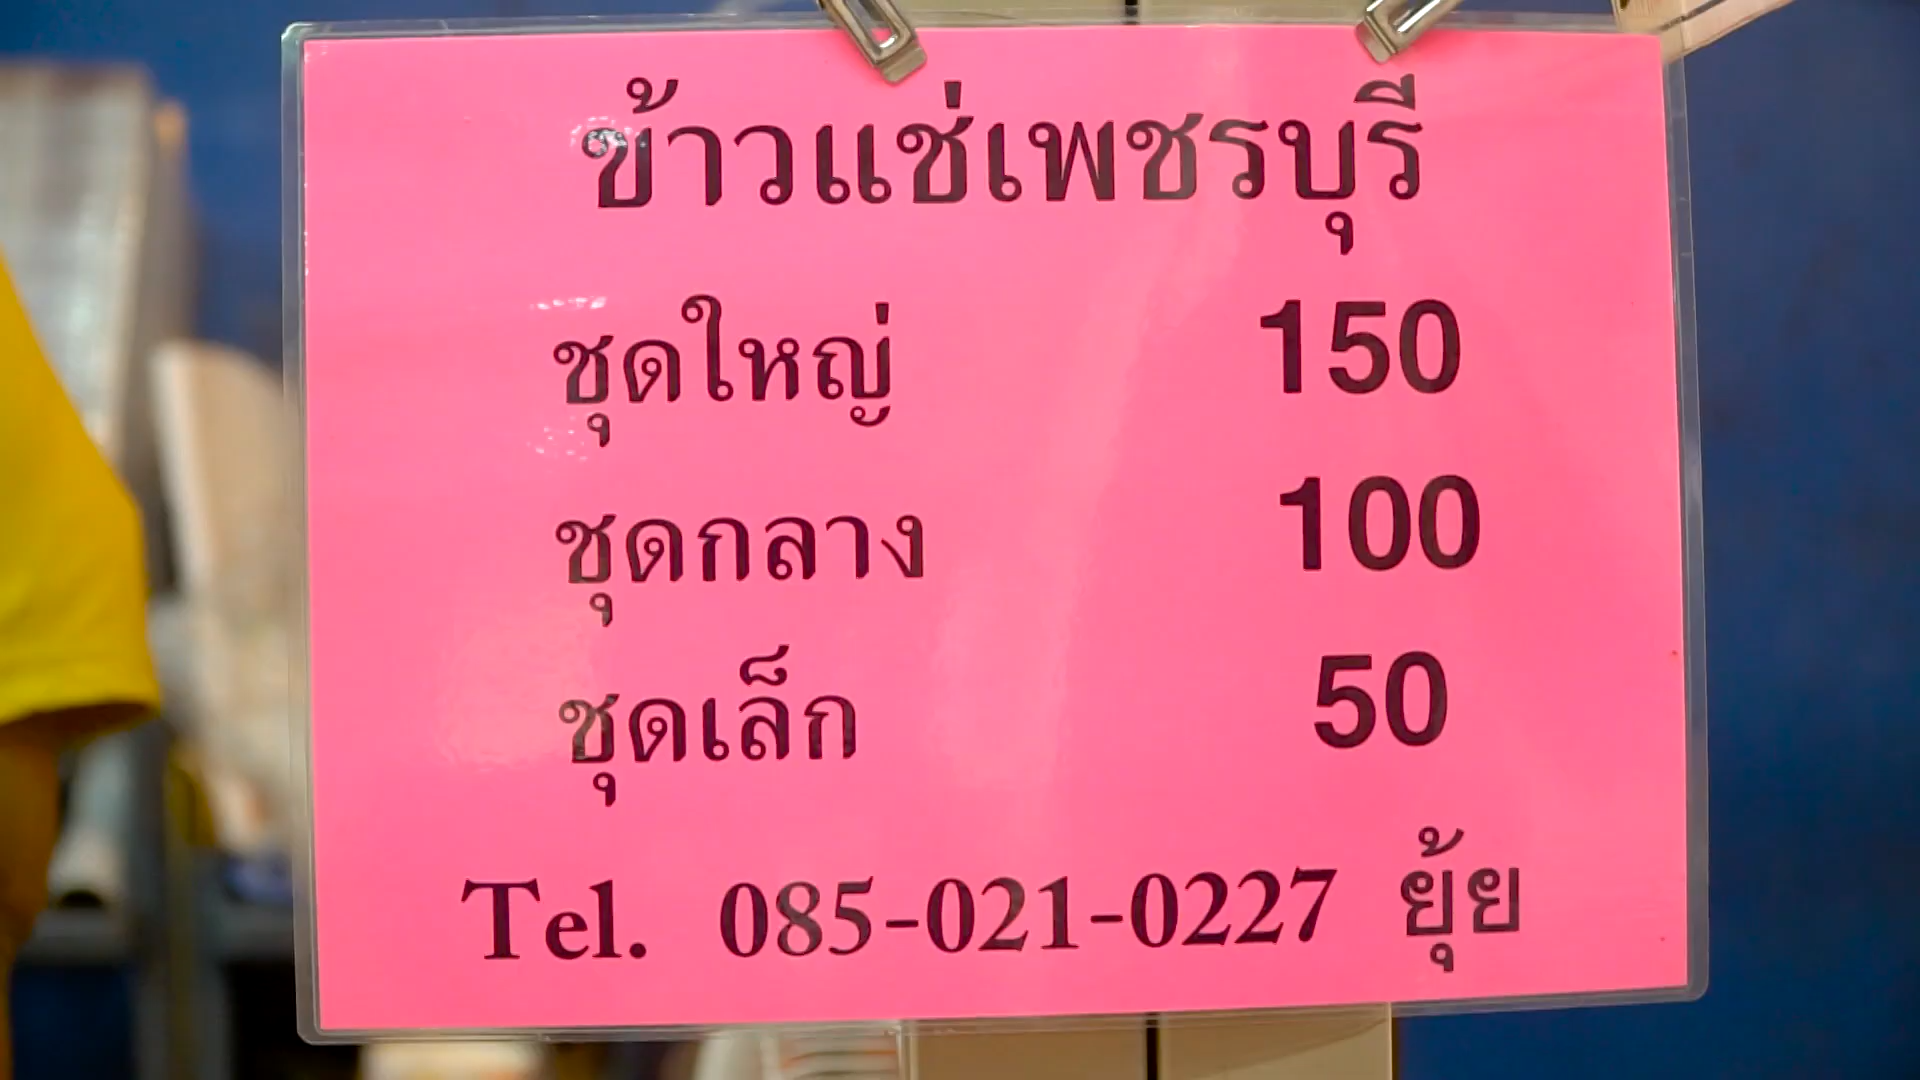 ข้าวแช่เพชรบุรี
ชุดใหญ่ 150
ชุดกลาง 100
ชุดเล็ก 50
Tel. 085-021-0227 ยุ้ย